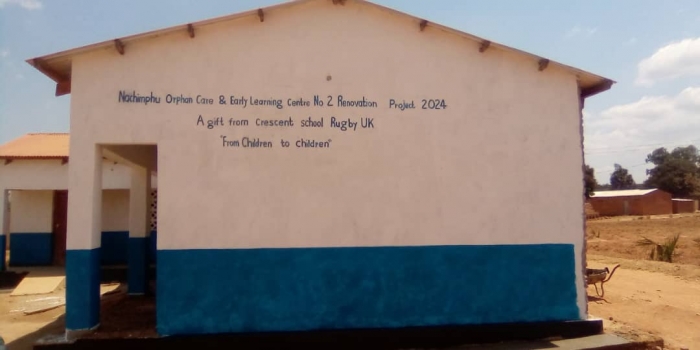 Nachimphu Orphan Care & Early Learning Centre No 2 Renovation Project 2024
A gift from Crescent school Rugby UK
"From Children to children"